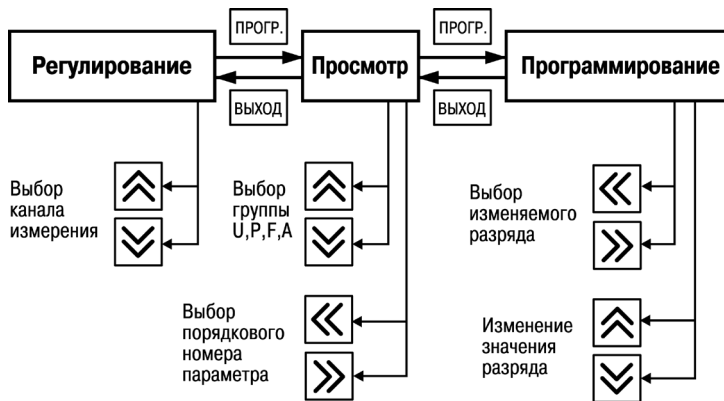 ПРОГР.
ПРОГР.
Регулирование
Просмотр
Программирование
ВЫХОД
ВЫХОД
Выбор
канала
измерения
Выбор
группы
U,P,F,A
Выбор
изменяемого
разряда
Выбор
порядкового
номера
параметра
Изменение
значения
разряда